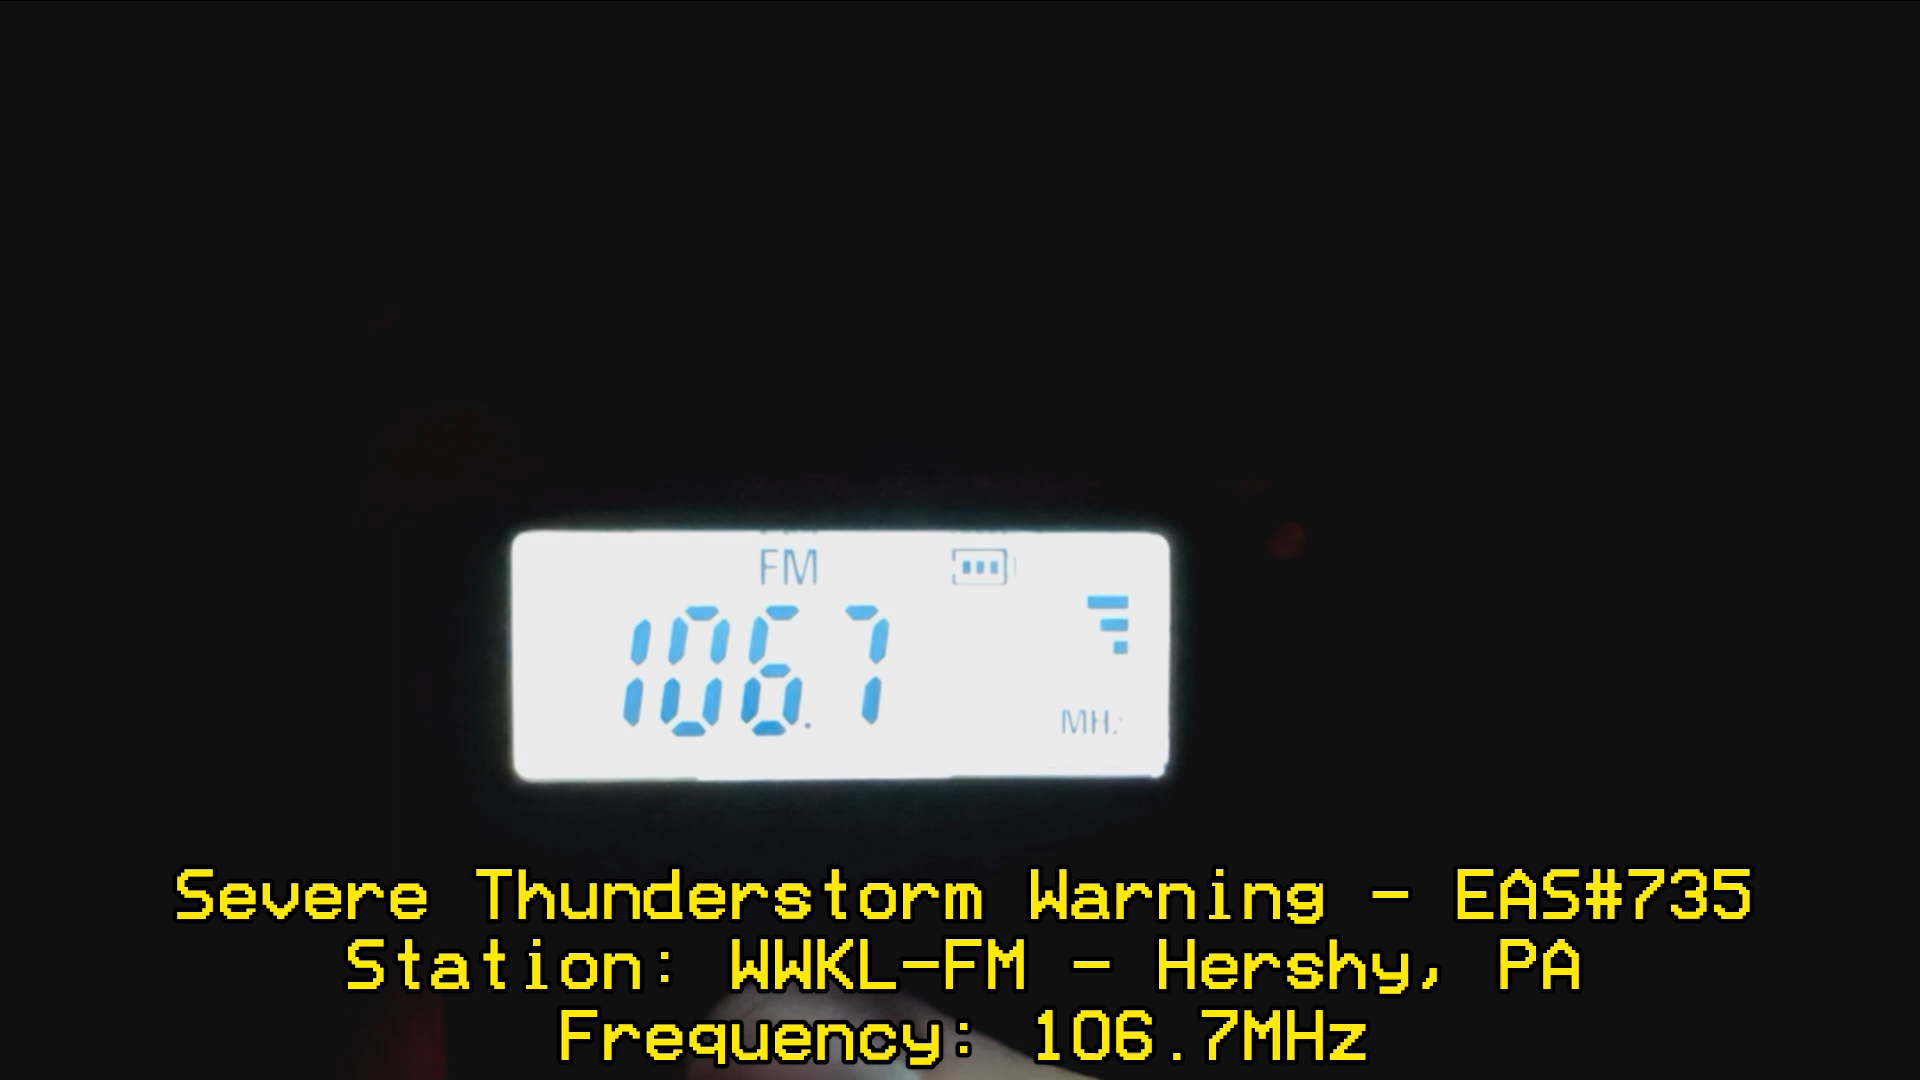 FM
106.7
MHz
Severe Thunderstorm Warning - EAS#735
Station: WWKL-FM - Hershy, PA
Frequency: 106.7MHz